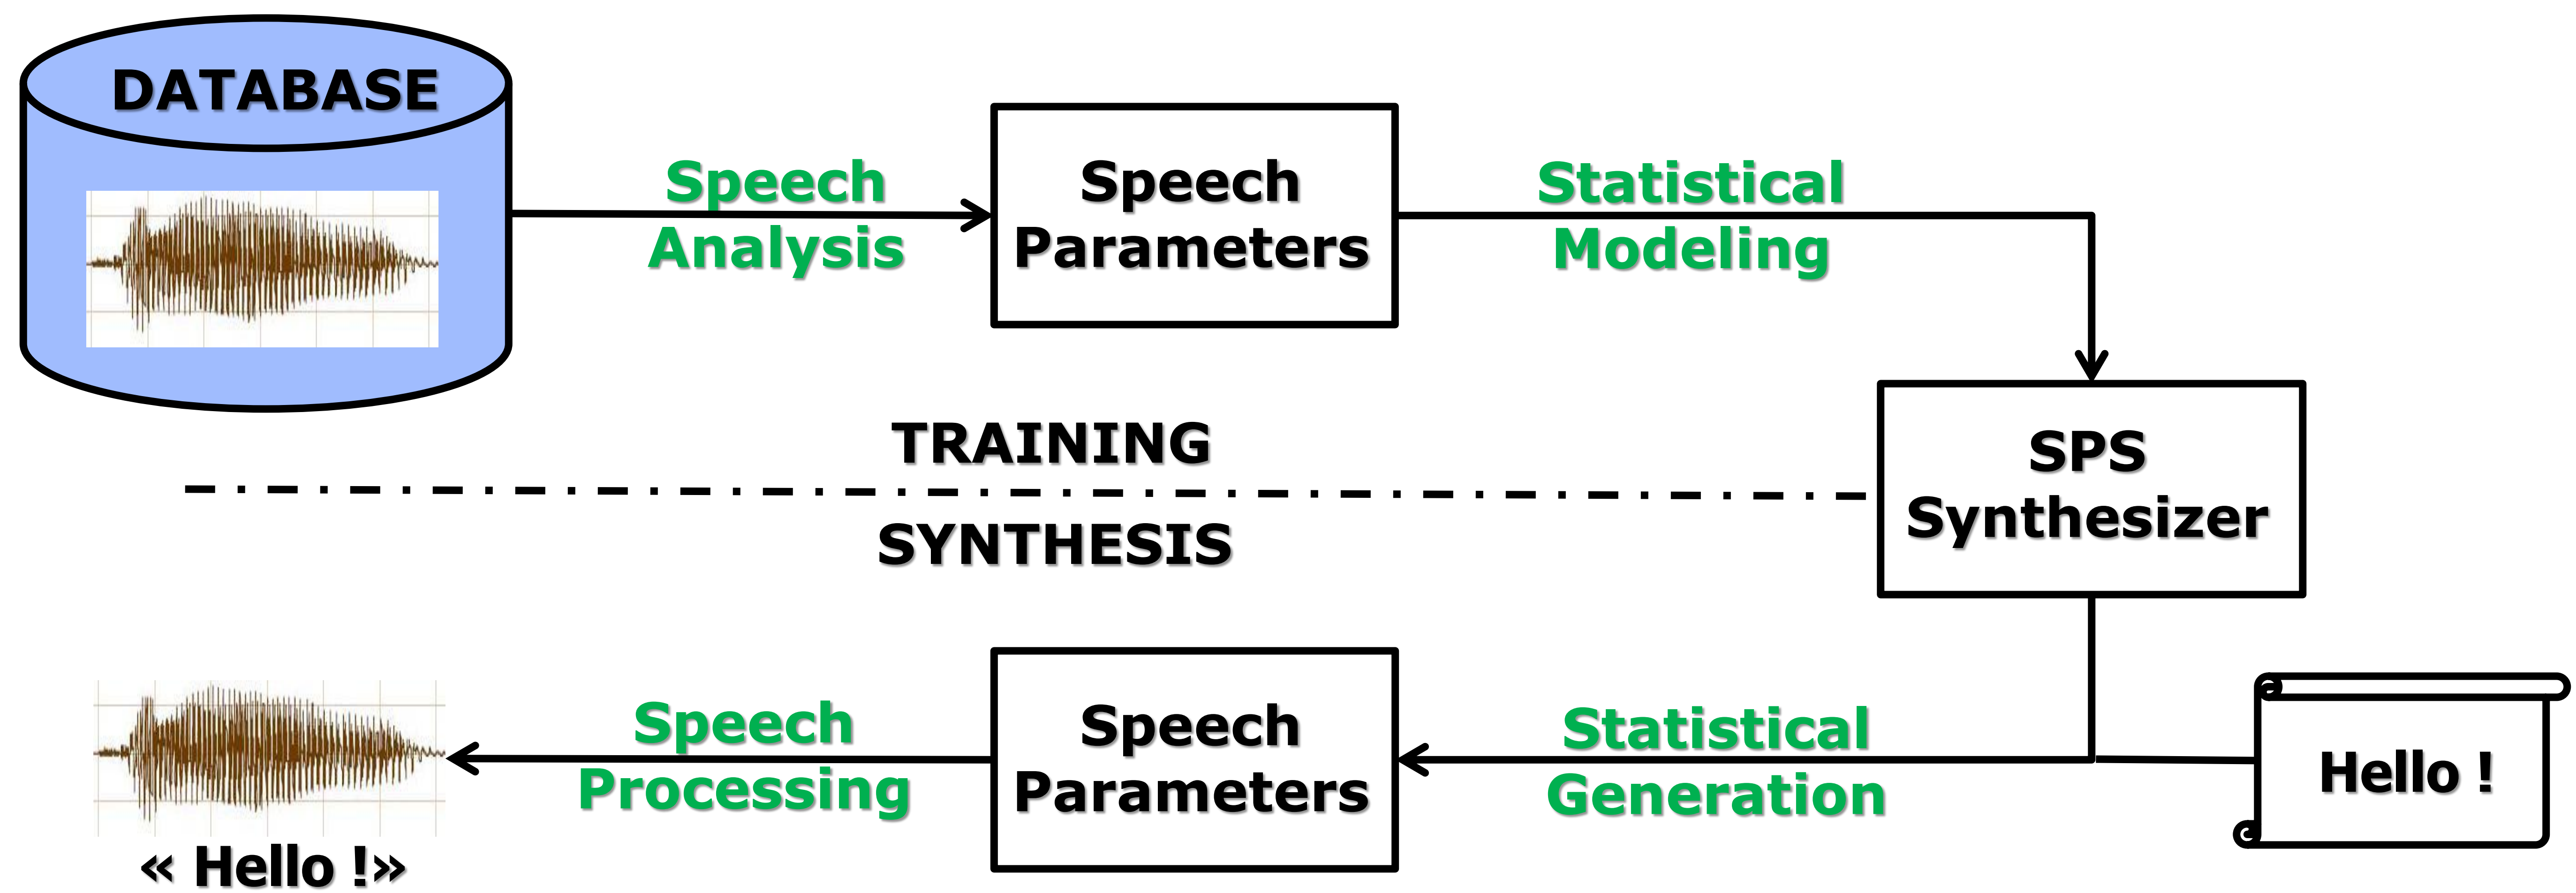 DATABASE
Speech
Analysis
Speech
Parameters
Statistical
Modeling
TRAINING
SPS
Synthesizer
SYNTHESIS
« Hello !»
Speech
Processing
Speech
Parameters
Statistical
Generation
Hello !